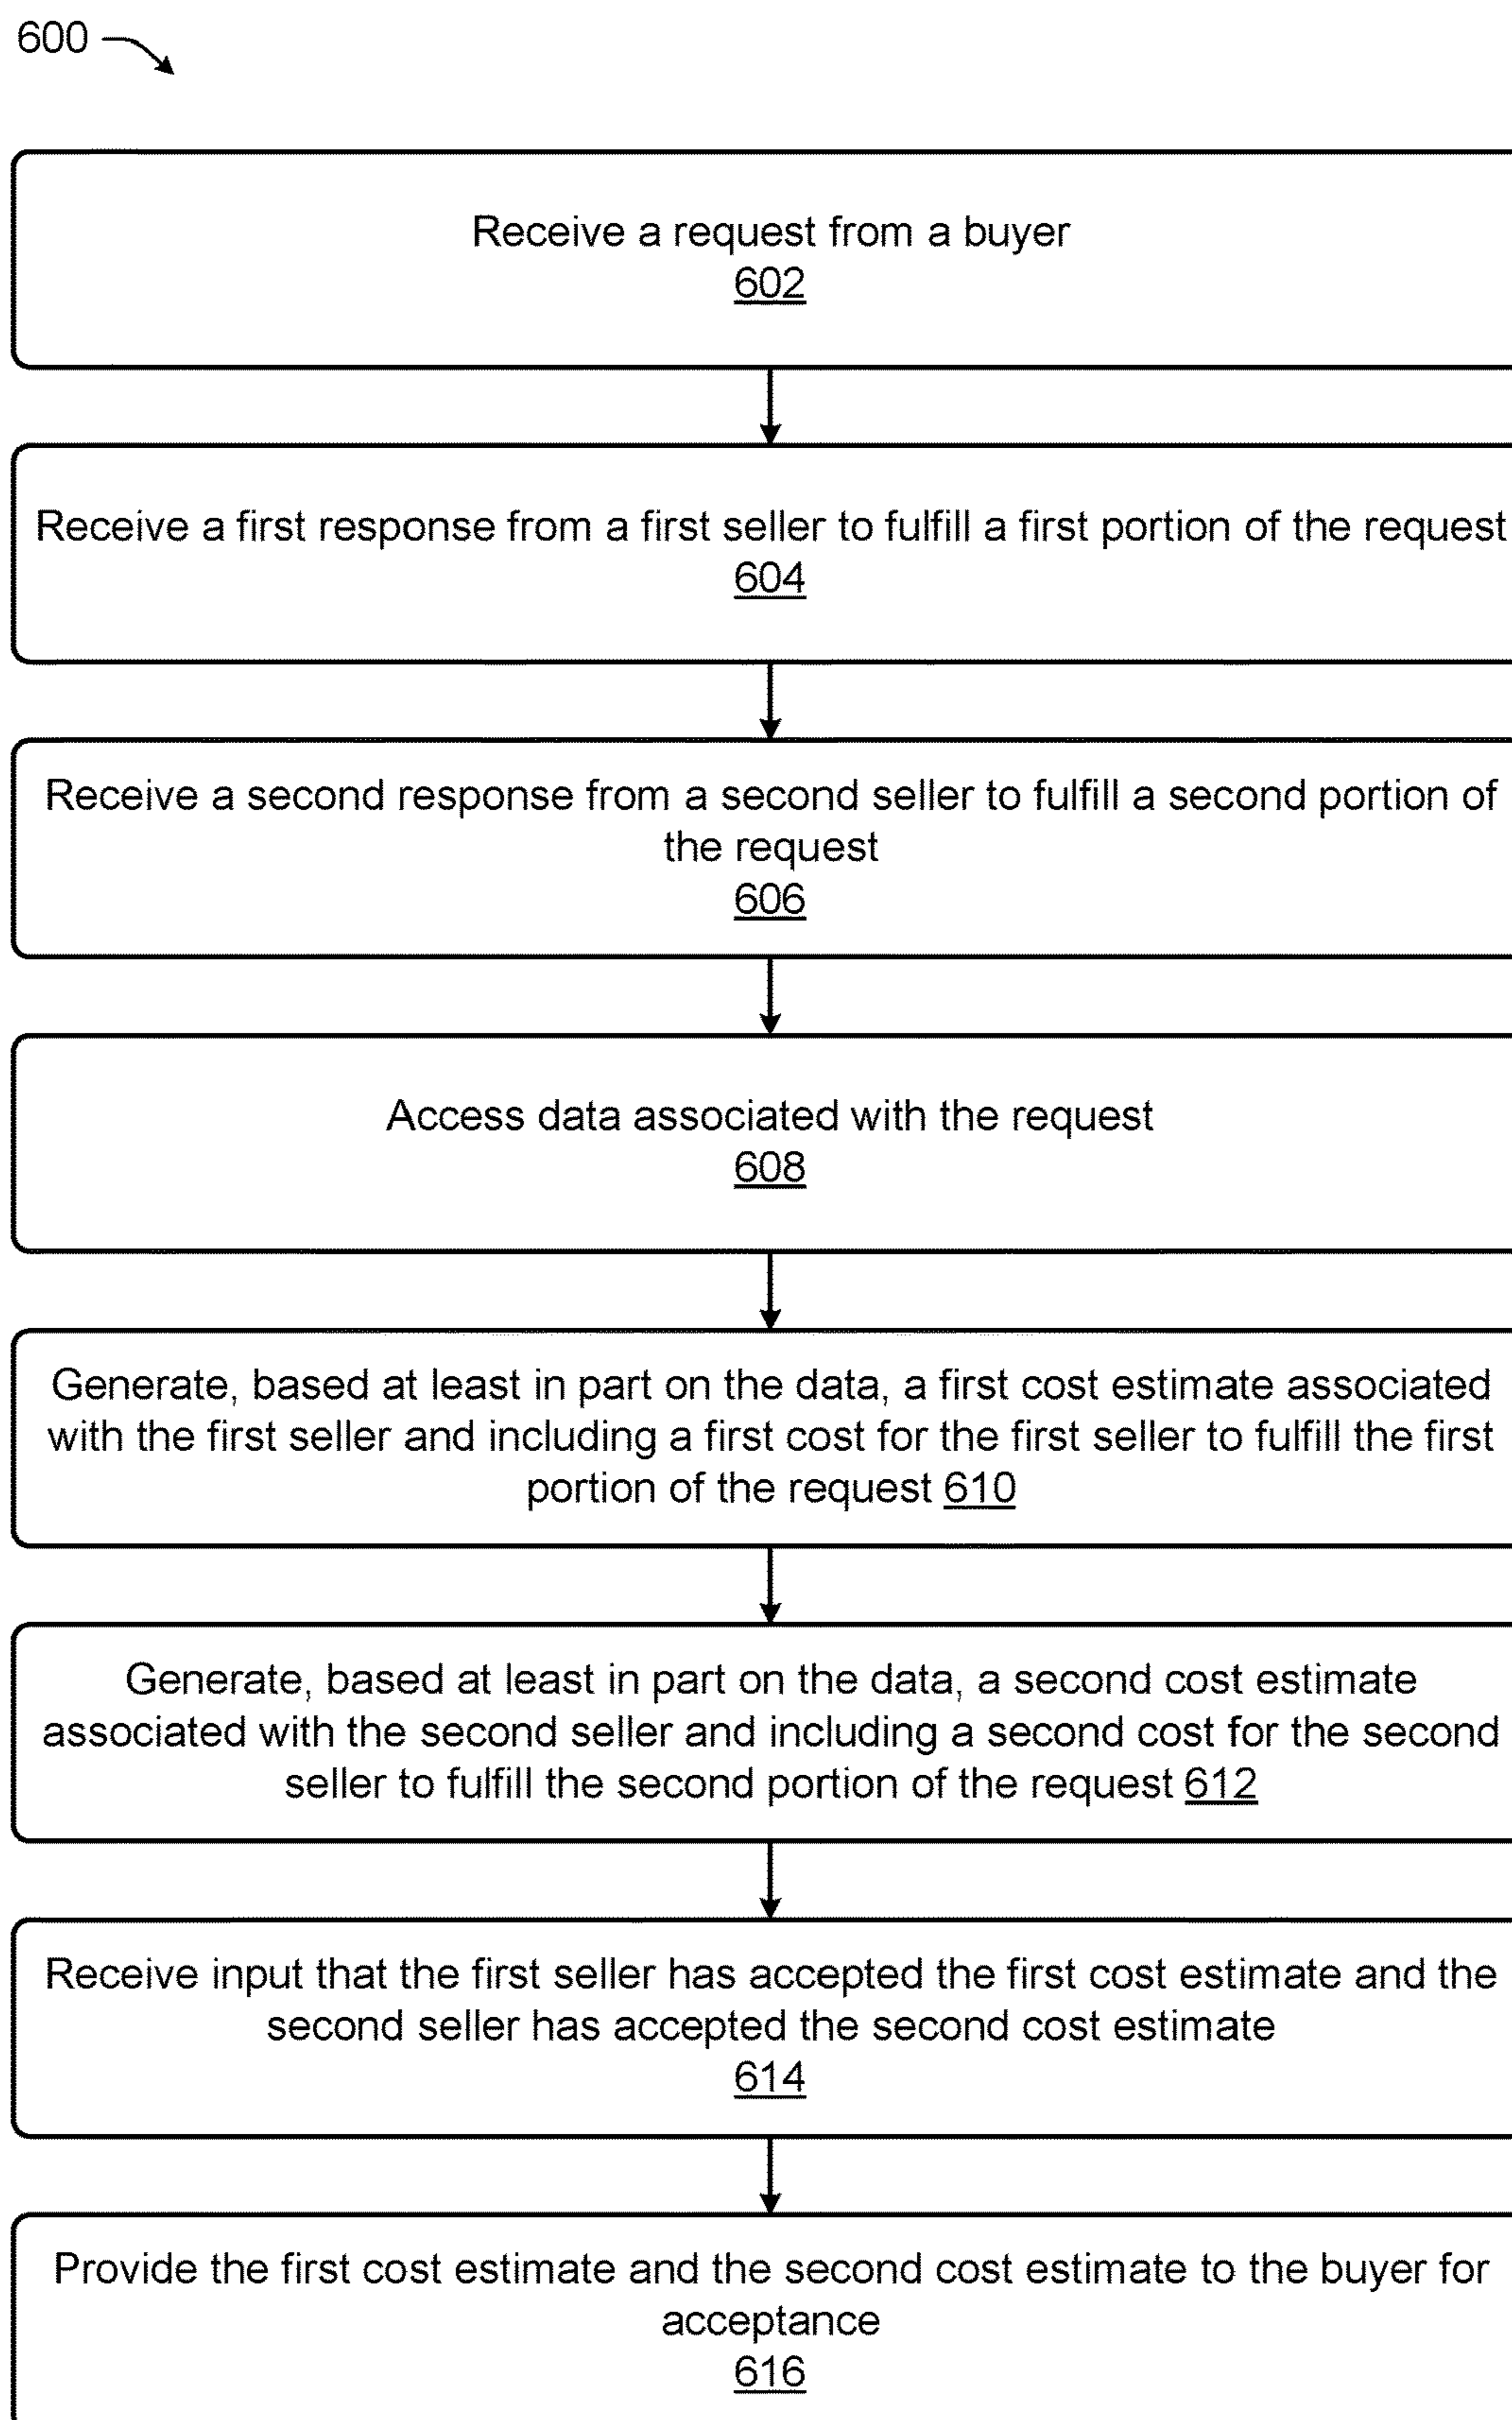 600
Receive a request from a buyer
602
Receive a first response from a first seller to fulfill a first portion of the request
604
Receive a second response from a second seller to fulfill a second portion of
the request
606
Access data associated with the request
608
Generate, based at least in part on the data, a first cost estimate associated
with the first seller and including a first cost for the first seller to fulfill the first
portion of the request 610
Generate, based at least in part on the data, a second cost estimate
associated with the second seller and including a second cost for the second
seller to fulfill the second portion of the request 612
Receive input that the first seller has accepted the first cost estimate and the
second seller has accepted the second cost estimate
614
Provide the first cost estimate and the second cost estimate to the buyer for
acceptance
616